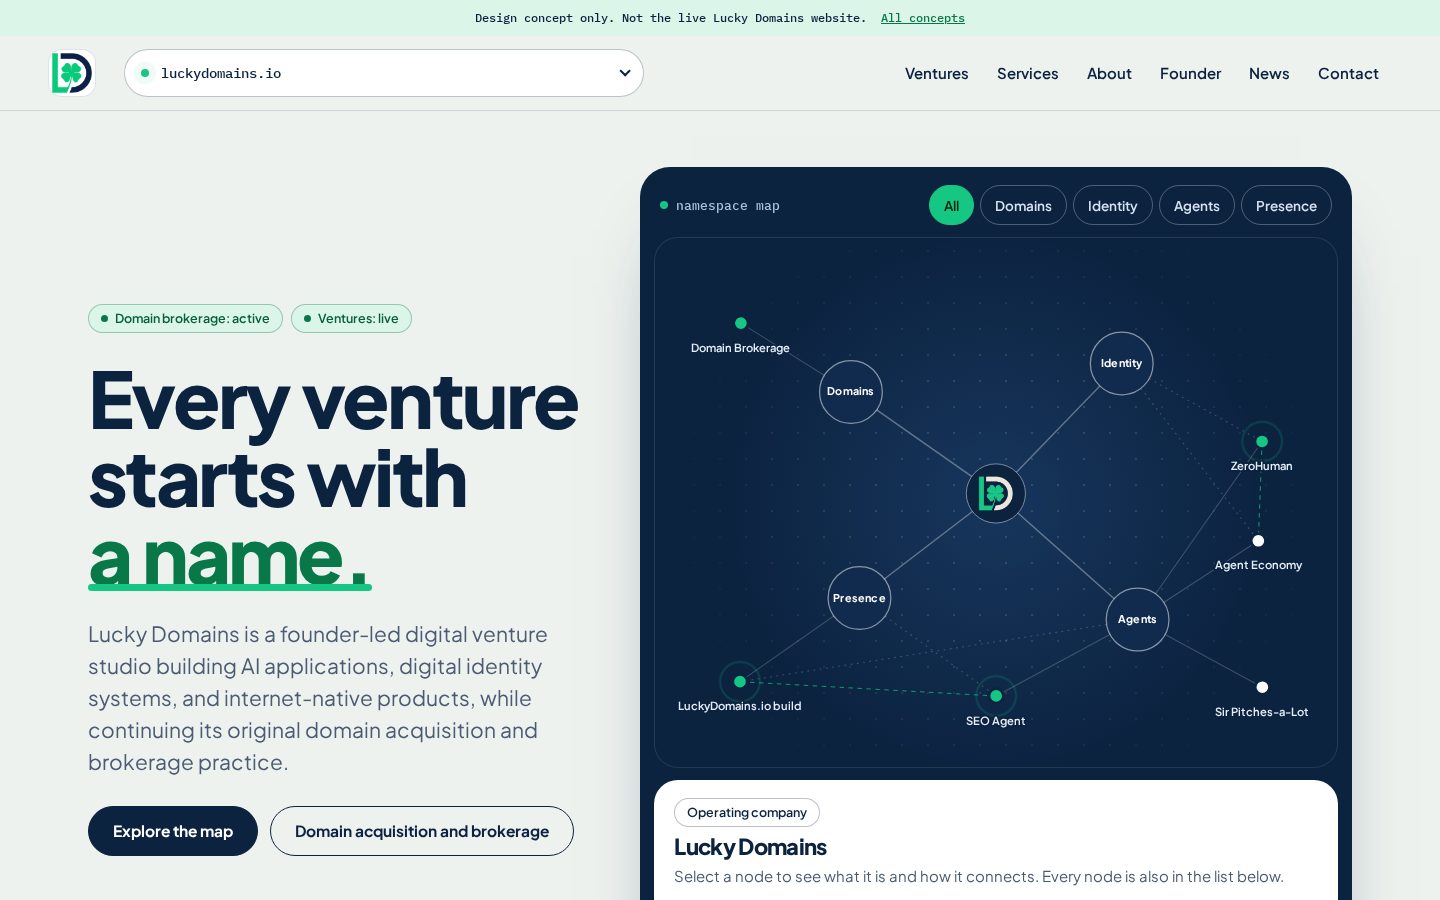 Design concept only. Not the live Lucky Domains website. All concepts
LD
luckydomains.io
Ventures
Services
About
Founder
News
Contact
Domain brokerage: active
Ventures: live
Every venture
starts with
a name.
Lucky Domains is a founder-led digital venture
studio building AI applications, digital identity
systems, and internet-native products, while
continuing its original domain acquisition and
brokerage practice.
Explore the map
Domain acquisition and brokerage
namespace map
All
Domains
Identity
Agents
Presence
Domain Brokerage
Domains
Identity
ZeroHuman
LD
Agent Economy
Presence
Agents
LuckyDomains.io build
SEO Agent
Sir Pitches-a-Lot
Operating company
Lucky Domains
Select a node to see what it is and how it connects. Every node is also in the list below.